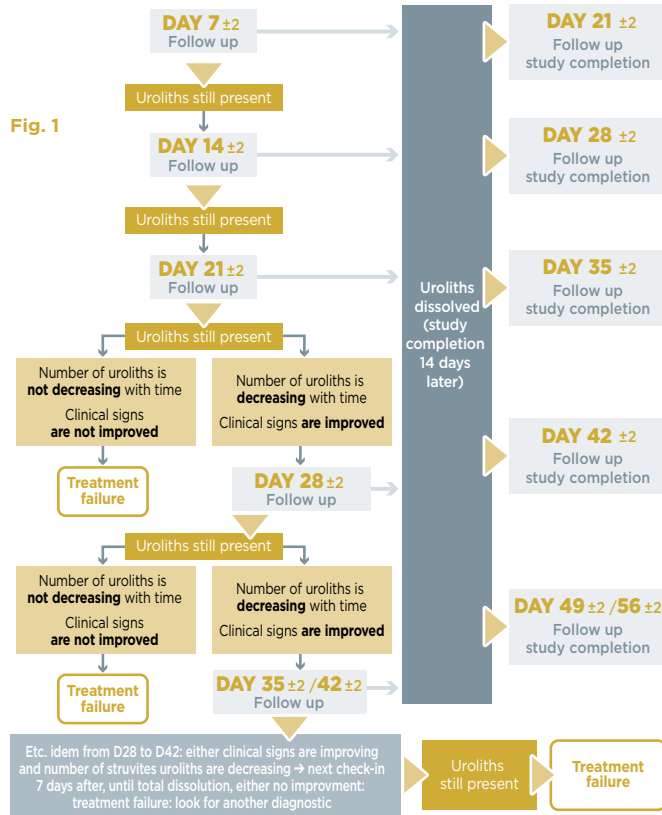 DAY 7 ±2
Follow up
DAY 21 ±2
Follow up
study completion
Uroliths still present
Fig. 1
DAY 14 ±2
Follow up
DAY 28 ±2
Follow up
study completion
Uroliths still present
DAY 21 ±2
Follow up
DAY 35 ±2
Follow up
study completion
Uroliths
dissolved
(study
completion
14 days
later)
Uroliths still present
Number of uroliths is
not decreasing with time
Clinical signs
are not improved
Number of uroliths is
decreasing with time
Clinical signs are improved
DAY 42 ±2
Follow up
study completion
Treatment
failure
DAY 28 ±2
Follow up
Uroliths still present
Number of uroliths is
not decreasing with time
Clinical signs
are not improved
Number of uroliths is
decreasing with time
Clinical signs are improved
DAY 49 ±2 /56 ±2
Follow up
study completion
Treatment
failure
DAY 35 ±2 /42 ±2
Follow up
Etc. idem from D28 to D42: either clinical signs are improving
and number of struvites uroliths are decreasing → next check-in
7 days after, until total dissolution, either no improvment:
treatment failure: look for another diagnostic
Uroliths
still present
Treatment
failure